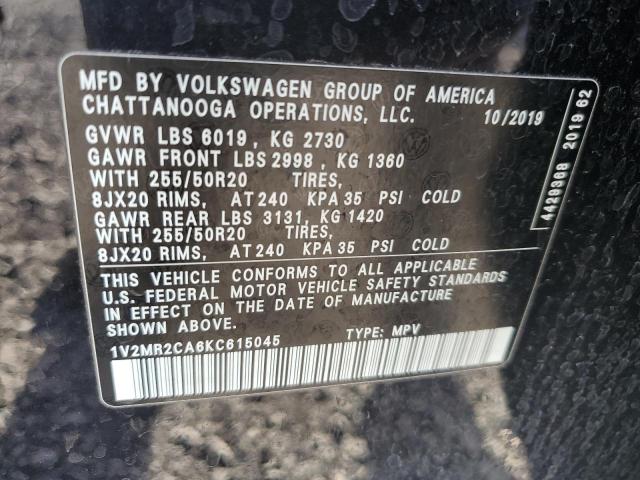 MFD BY VOLKSWAGEN GROUP OF AMERICA
CHATTANOOGA OPERATIONS, LLC. 10/2019
GVWR LBS 6019, KG 2730
GAWR FRONT LBS 2998, KG 1360
WITH 255/50R20 TIRES,
8JX20 RIMS, AT 240 KPA 35 PSI COLD
GAWR REAR LBS 3131, KG 1420
WITH 255/50R20 TIRES,
8JX20 RIMS, AT 240 KPA 35 PSI COLD
THIS VEHICLE CONFORMS TO ALL APPLICABLE
U.S. FEDERAL MOTOR VEHICLE SAFETY STANDARDS
IN EFFECT ON THE DATE OF MANUFACTURE
SHOWN ABOVE.
1V2MR2CA6KC615045 TYPE: MPV
4429368 2019 62